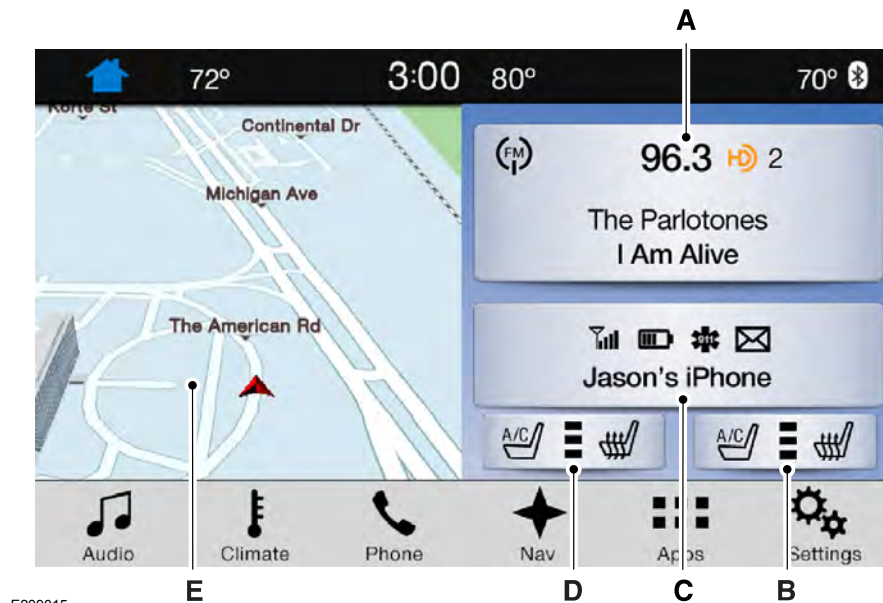 A
72° 3:00 80° 70°
Korte St
Continental Dr
Michigan Ave
The American Rd
FM 96.3 HD 2
The Parlotones
I Am Alive
911
Jason's iPhone
A/C A/C
Audio Climate Phone Nav Apps Settings
E D C B